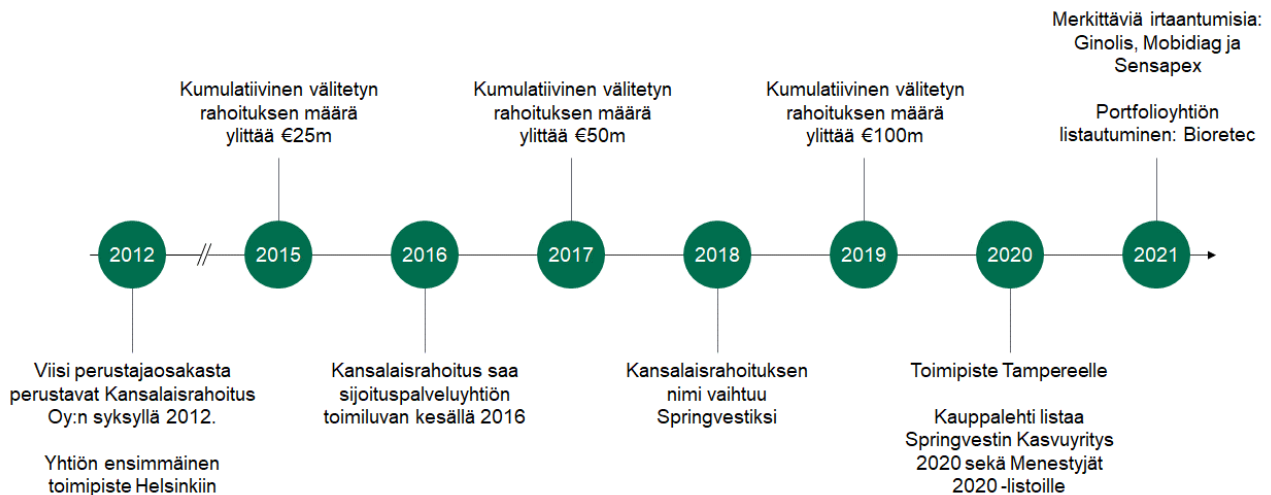 Merkittäviä irtaantumisia:
Ginolis, Mobidiag ja
Sensapex
Portfolioyhtiön
listautuminen: Bioretec
Kumulatiivinen välitetyn
rahoituksen määrä
ylittää €25m
Kumulatiivinen välitetyn
rahoituksen määrä
ylittää €50m
Kumulatiivinen välitetyn
rahoituksen määrä
ylittää €100m
2012
2015
2016
2017
2018
2019
2020
2021
Viisi perustajaosakasta
perustavat Kansalaisrahoitus
Oy:n syksyllä 2012.
Yhtiön ensimmäinen
toimipiste Helsinkiin
Kansalaisrahoitus saa
sijoituspalveluyhtiön
toimiluvan kesällä 2016
Kansalaisrahoituksen
nimi vaihtuu
Springvestiksi
Toimipiste Tampereelle
Kauppalehti listaa
Springvestin Kasvuyritys
2020 sekä Menestyjät
2020 -listoille